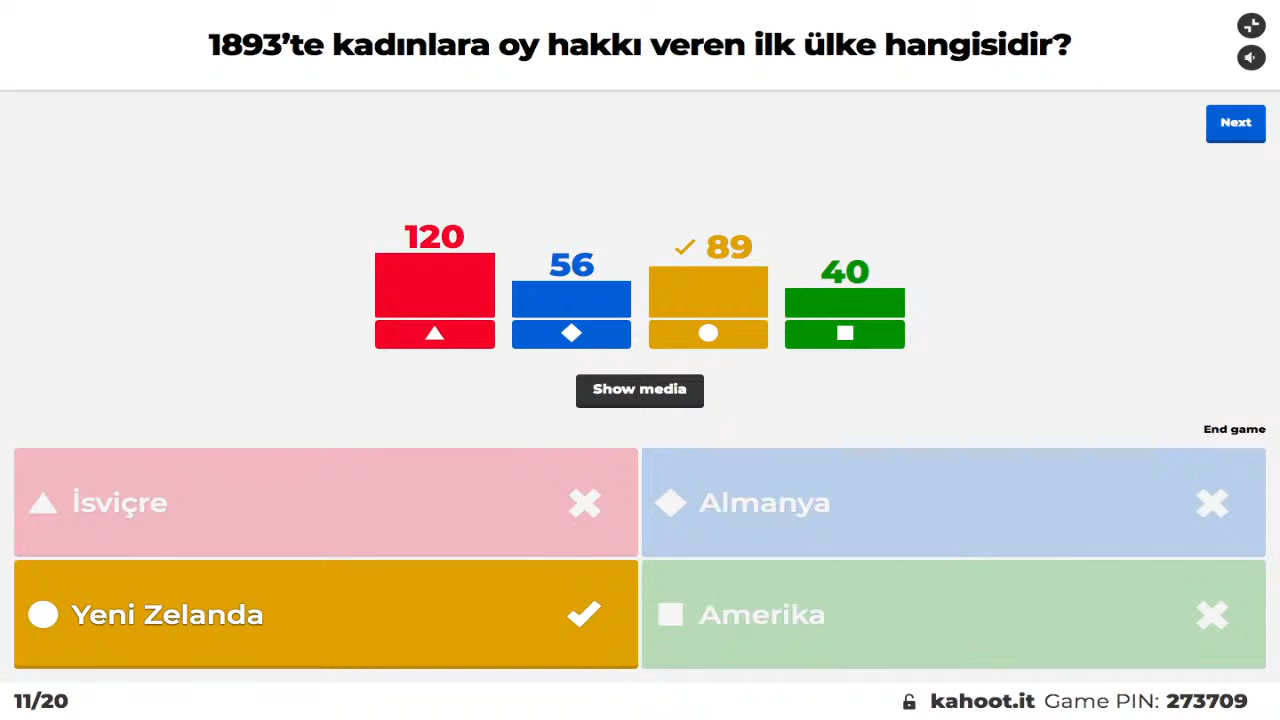 1893’te kadınlara oy hakkı veren ilk ülke hangisidir?
Next
120
56
89
40
Show media
End game
İsviçre
Almanya
Yeni Zelanda
Amerika
11/20
kahoot.it Game PIN: 273709